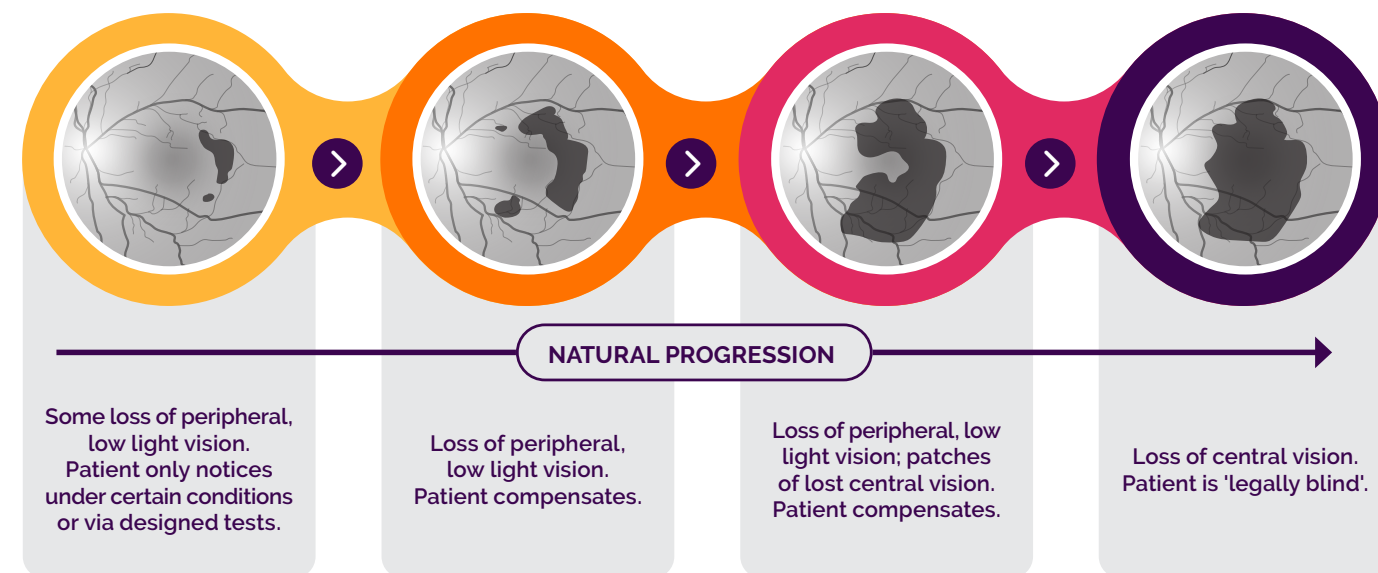 NATURAL PROGRESSION
Some loss of peripheral,
low light vision.
Patient only notices
under certain conditions
or via designed tests.
Loss of peripheral,
low light vision.
Patient compensates.
Loss of peripheral, low
light vision; patches
of lost central vision.
Patient compensates.
Loss of central vision.
Patient is 'legally blind'.